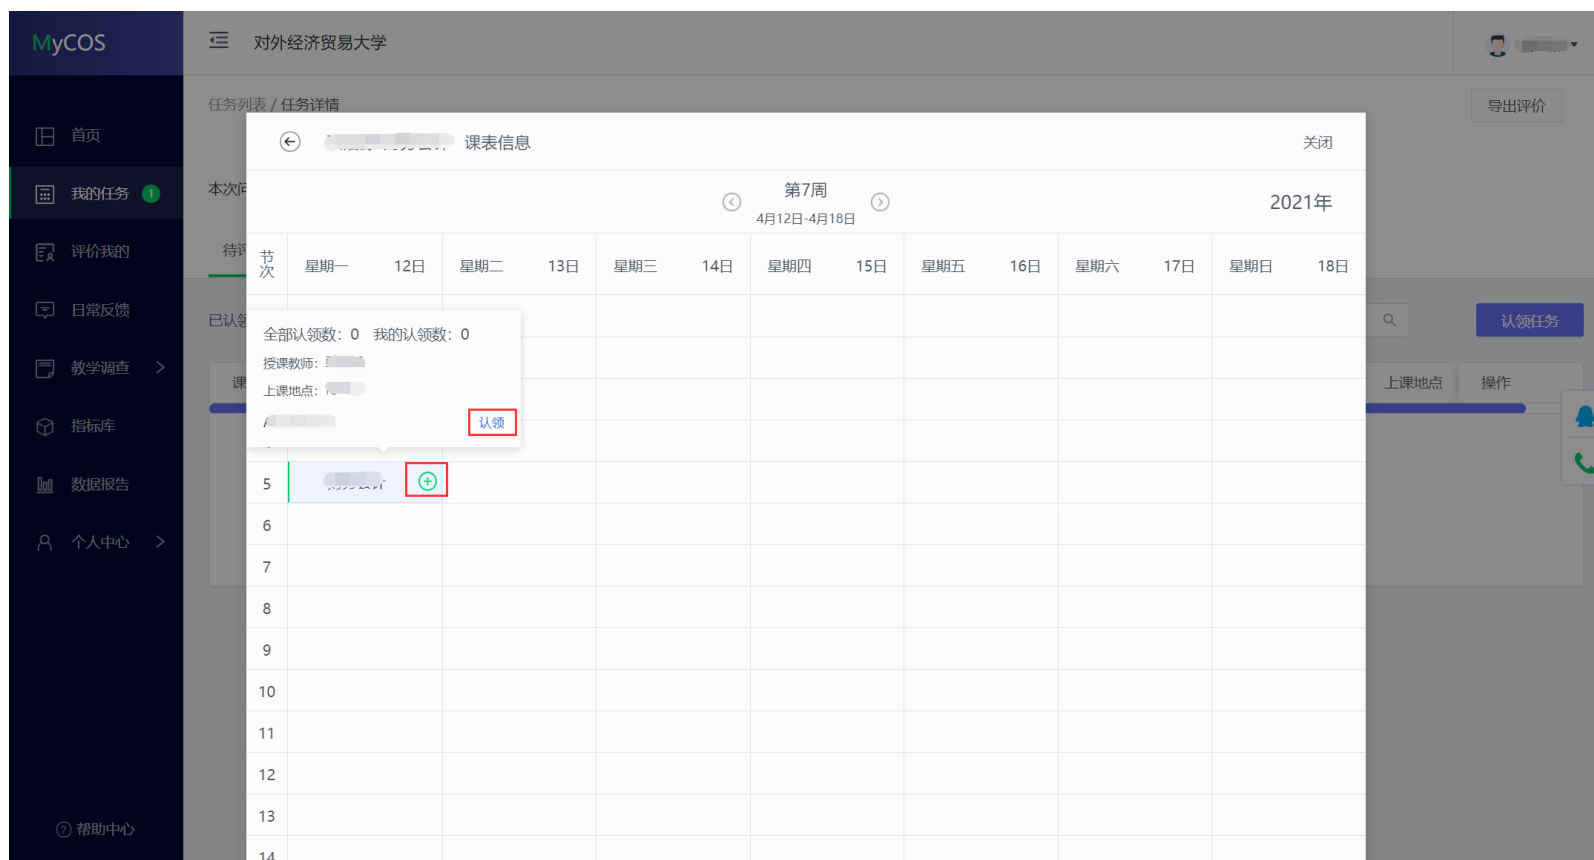 MyCOS
对外经济贸易大学
任务列表 / 任务详情
导出评价
首页
我的任务 1
评价我的
日常反馈
教学调查
指标库
数据报告
个人中心
帮助中心
本次问
待评
已认领
认领任务
课
上课地点 操作
课表信息
关闭
第7周
4月12日-4月18日
2021年
节次 星期一 12日 星期二 13日 星期三 14日 星期四 15日 星期五 16日 星期六 17日 星期日 18日
全部认领数：0 我的认领数：0
授课教师：
上课地点：
认领
5
6
7
8
9
10
11
12
13
14